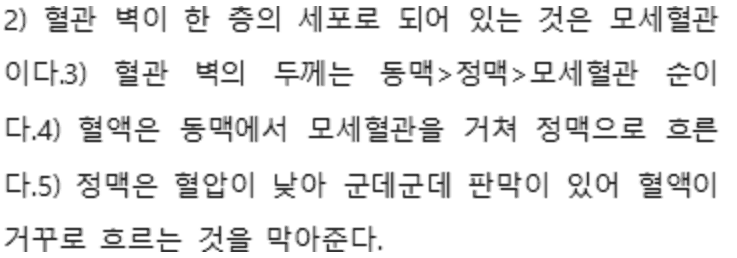 2) 혈관 벽이 한 층의 세포로 되어 있는 것은 모세혈관
이다.3) 혈관 벽의 두께는 동맥>정맥>모세혈관 순이
다.4) 혈액은 동맥에서 모세혈관을 거쳐 정맥으로 흐른
다.5) 정맥은 혈압이 낮아 군데군데 판막이 있어 혈액이
거꾸로 흐르는 것을 막아준다.